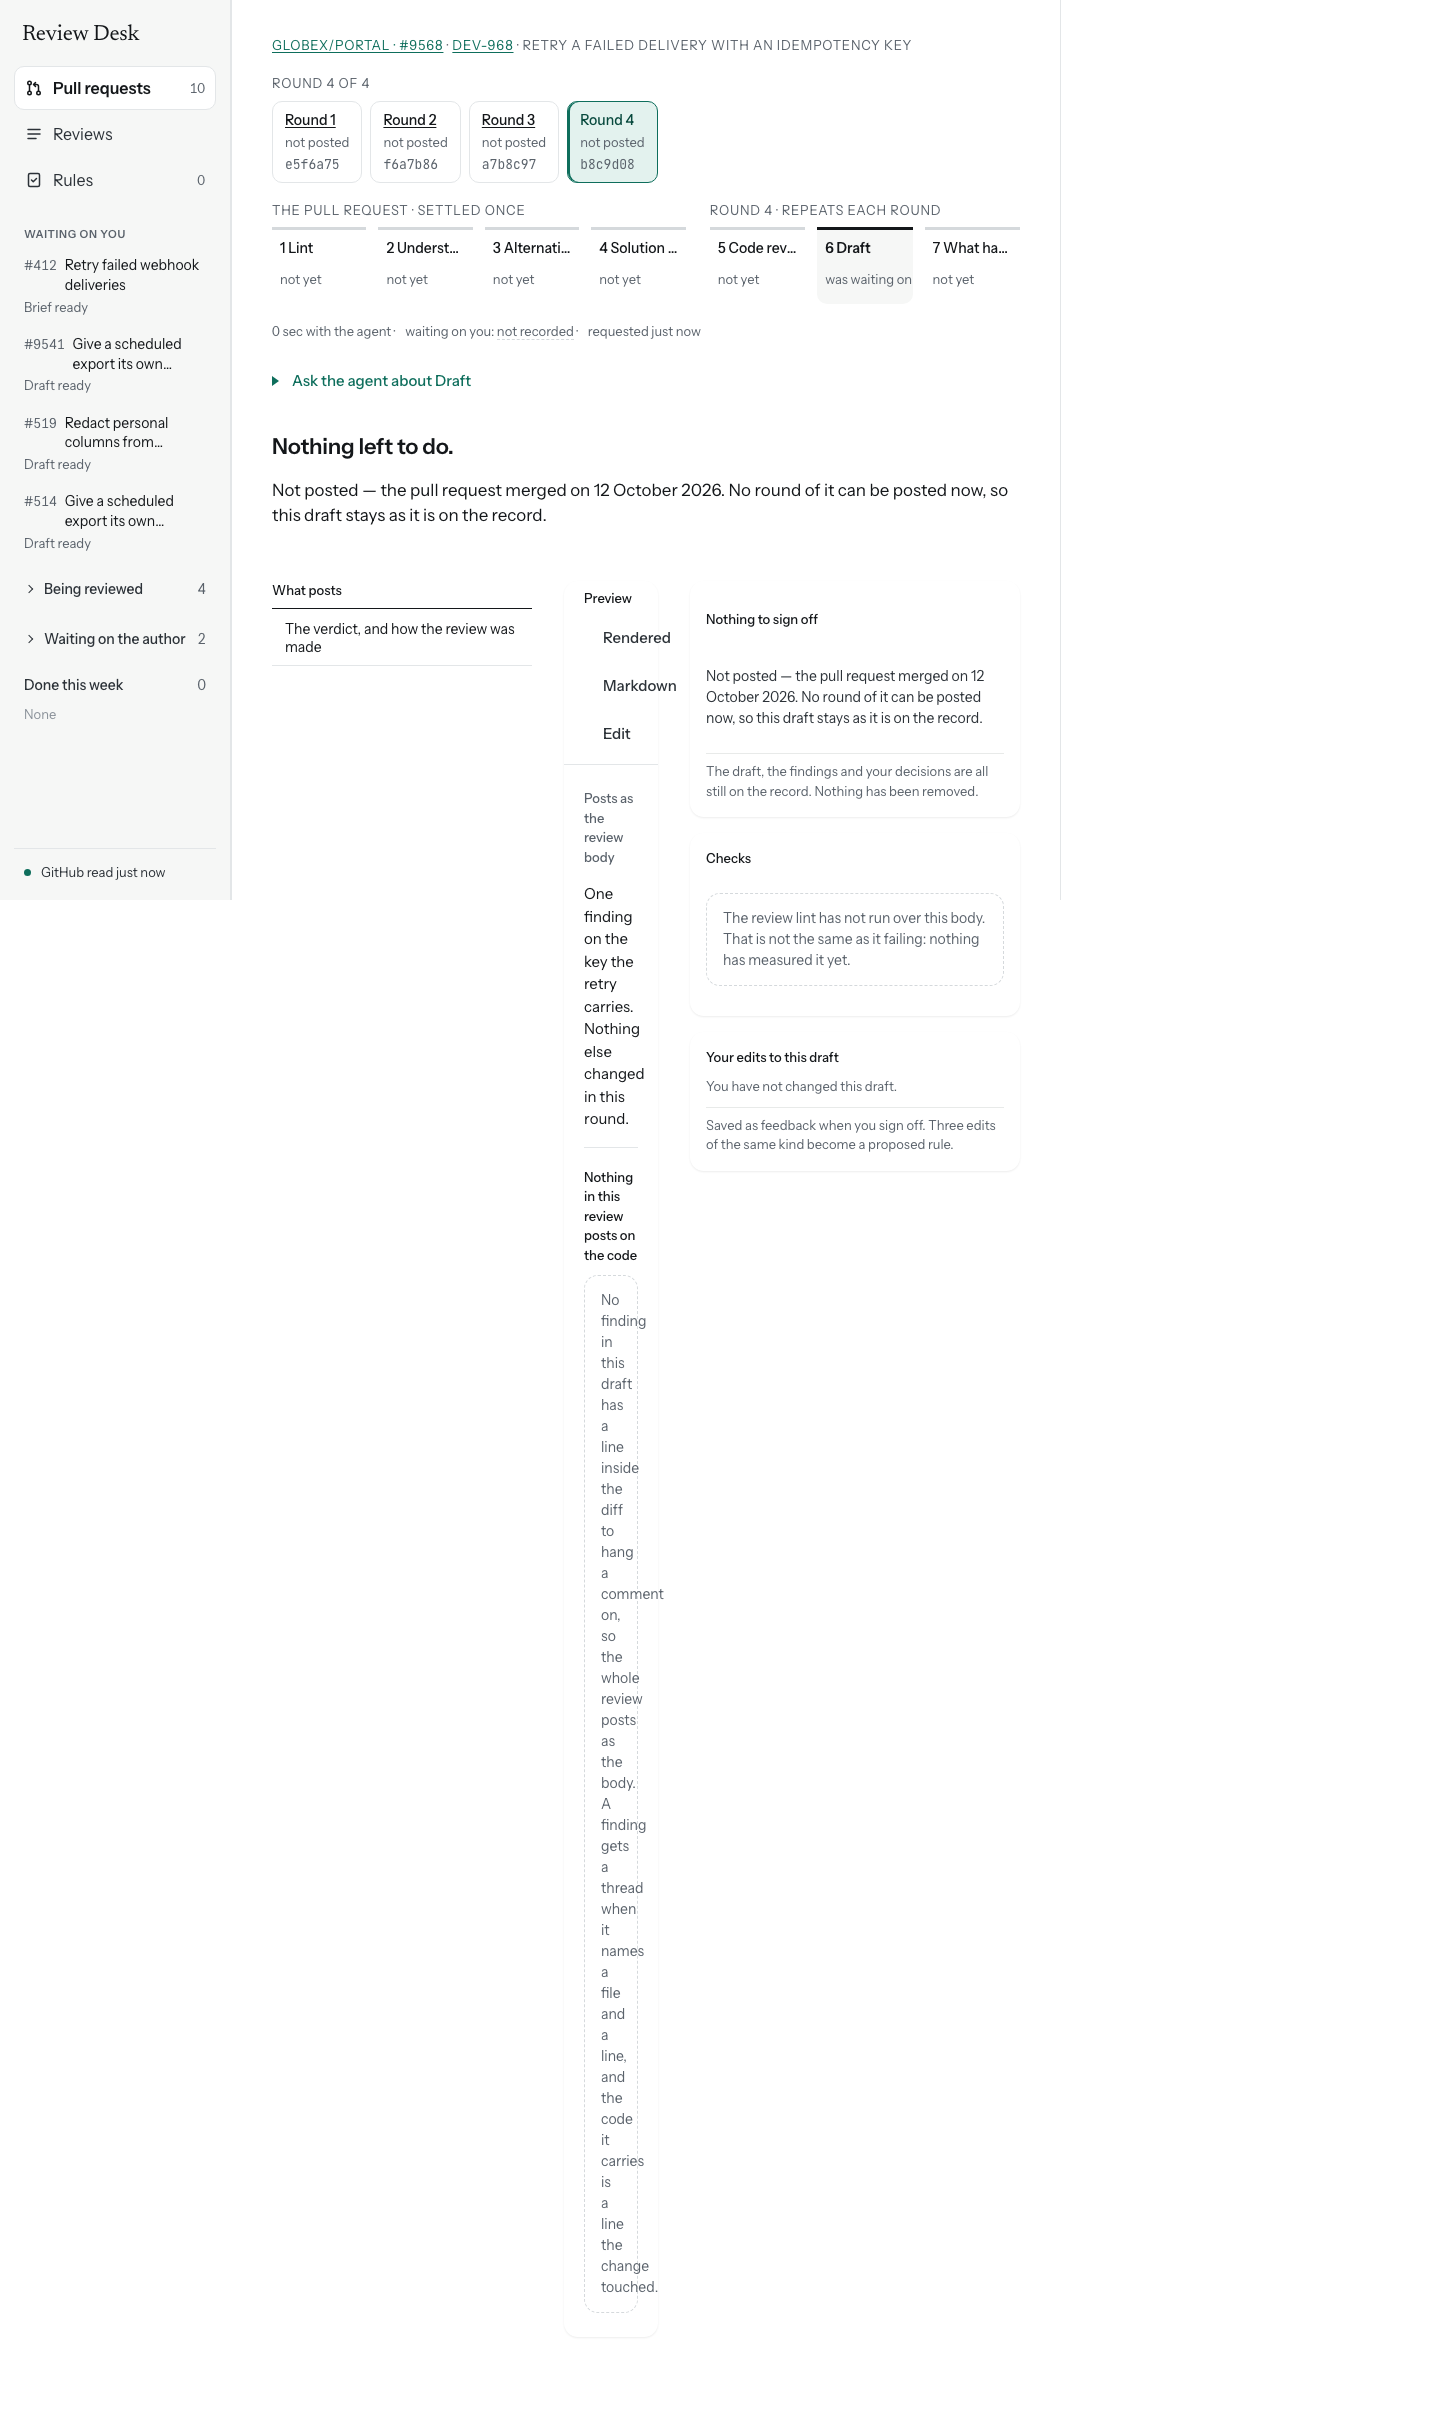 Review Desk
Pull requests 10
Reviews
Rules 0
WAITING ON YOU
#412 Retry failed webhook
deliveries
Brief ready
#9541 Give a scheduled
export its own…
Draft ready
#519 Redact personal
columns from…
Draft ready
#514 Give a scheduled
export its own…
Draft ready
Being reviewed 4
Waiting on the author 2
Done this week 0
None
GitHub read just now
GLOBEX/PORTAL · #9568 · DEV-968 · RETRY A FAILED DELIVERY WITH AN IDEMPOTENCY KEY
ROUND 4 OF 4
Round 1
not posted
e5f6a75
Round 2
not posted
f6a7b86
Round 3
not posted
a7b8c97
Round 4
not posted
b8c9d08
THE PULL REQUEST · SETTLED ONCE
1 Lint
not yet
2 Underst…
not yet
3 Alternati…
not yet
4 Solution …
not yet
ROUND 4 · REPEATS EACH ROUND
5 Code rev…
not yet
6 Draft
was waiting on
7 What ha…
not yet
0 sec with the agent · waiting on you: not recorded · requested just now
Ask the agent about Draft
Nothing left to do.
Not posted — the pull request merged on 12 October 2026. No round of it can be posted now, so
this draft stays as it is on the record.
What posts
The verdict, and how the review was
made
Preview
Rendered
Markdown
Edit
Posts as
the
review
body
One
finding
on the
key the
retry
carries.
Nothing
else
changed
in this
round.
Nothing
in this
review
posts on
the code
No
finding
in
this
draft
has
a
line
inside
the
diff
to
hang
a
comment
on,
so
the
whole
review
posts
as
the
body.
A
finding
gets
a
thread
when
it
names
a
file
and
a
line,
and
the
code
it
carries
is
a
line
the
change
touched.
Nothing to sign off
Not posted — the pull request merged on 12
October 2026. No round of it can be posted
now, so this draft stays as it is on the record.
The draft, the findings and your decisions are all
still on the record. Nothing has been removed.
Checks
The review lint has not run over this body.
That is not the same as it failing: nothing
has measured it yet.
Your edits to this draft
You have not changed this draft.
Saved as feedback when you sign off. Three edits
of the same kind become a proposed rule.